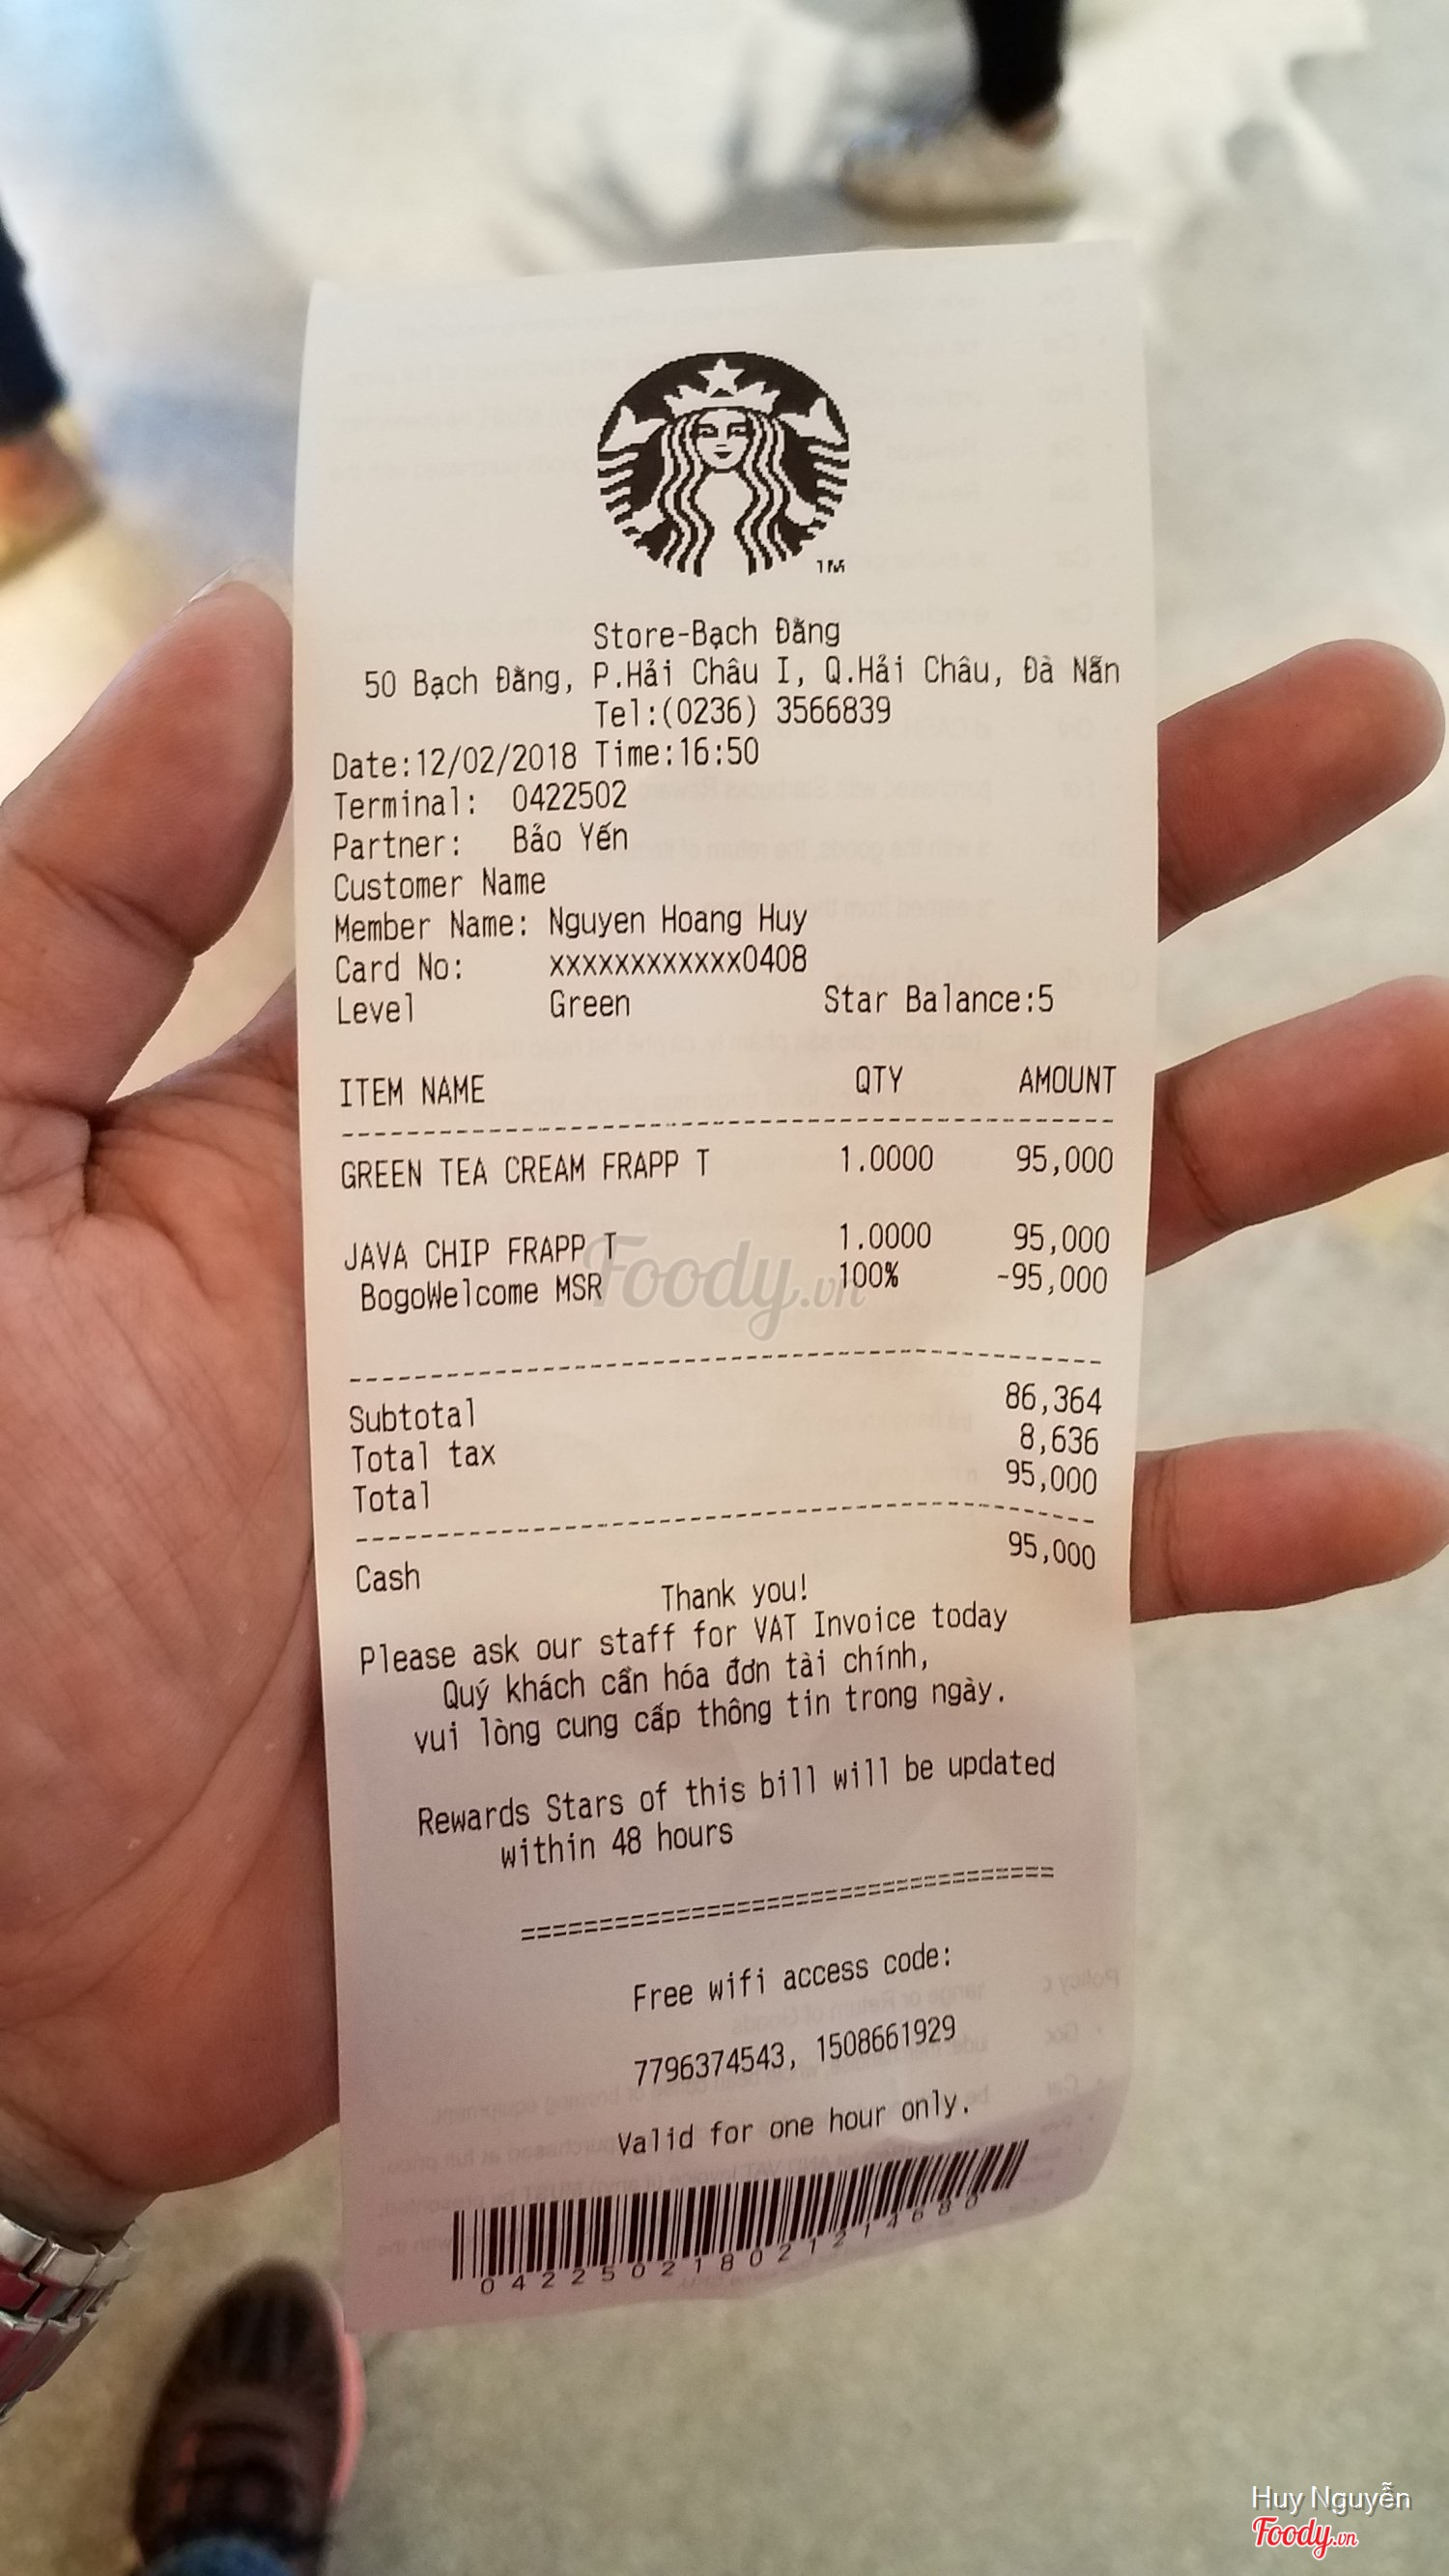 TM
Store-Bạch Đằng
50 Bạch Đằng, P.Hải Châu I, Q.Hải Châu, Đà Nẵn
Tel:(0236) 3566839
Date:12/02/2018 Time:16:50
Terminal: 0422502
Partner: Bảo Yến
Customer Name
Member Name: Nguyen Hoang Huy
Card No: xxxxxxxxxxxx0408
Level Green Star Balance:5
ITEM NAME QTY AMOUNT
GREEN TEA CREAM FRAPP T 1.0000 95,000
JAVA CHIP FRAPP T 1.0000 95,000
BogoWelcome MSR 100% -95,000
Foody.vn
Subtotal 86,364
Total tax 8,636
Total 95,000
Cash 95,000
Thank you!
Please ask our staff for VAT Invoice today
Quý khách cần hóa đơn tài chính,
vui lòng cung cấp thông tin trong ngày.
Rewards Stars of this bill will be updated
within 48 hours
==================================
Free wifi access code:
7796374543, 1508661929
Valid for one hour only.
042250218021214680
Huy Nguyễn
Foody.vn